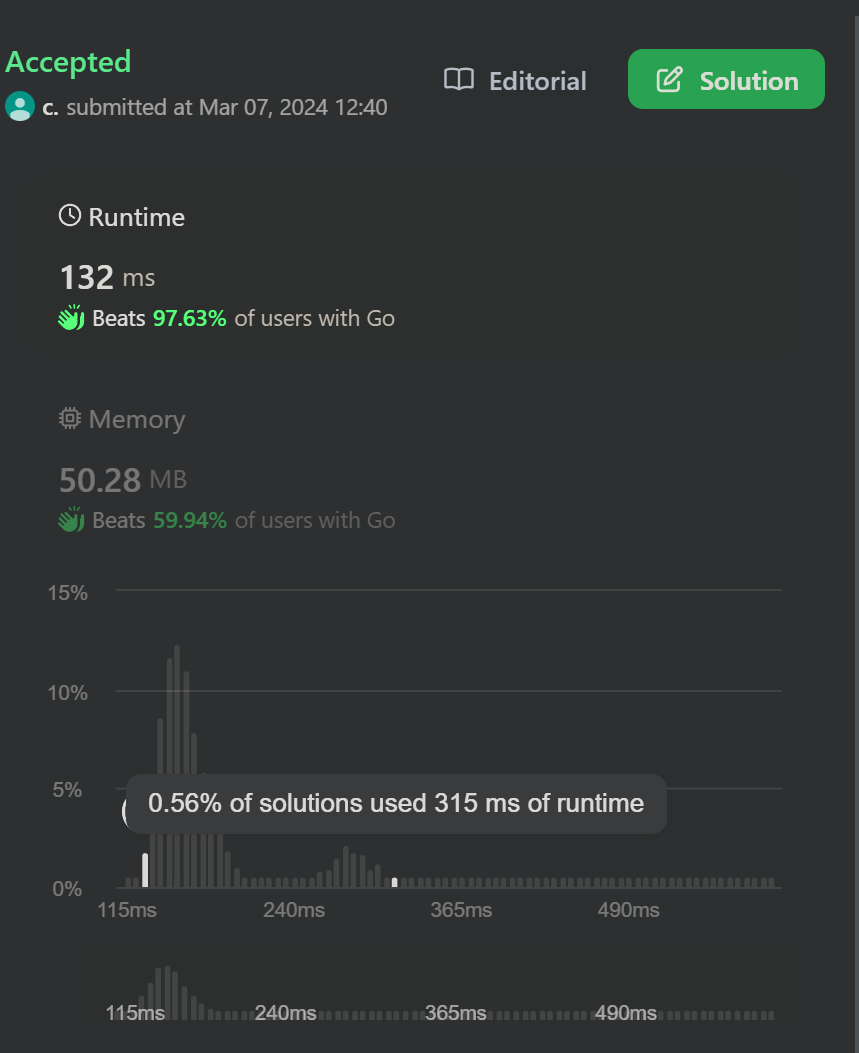 Accepted
Editorial
Solution
c. submitted at Mar 07, 2024 12:40
Runtime
132 ms
Beats 97.63% of users with Go
Memory
50.28 MB
Beats 59.94% of users with Go
15%
10%
5%
0.56% of solutions used 315 ms of runtime
0%
115ms 240ms 365ms 490ms
115ms 240ms 365ms 490ms